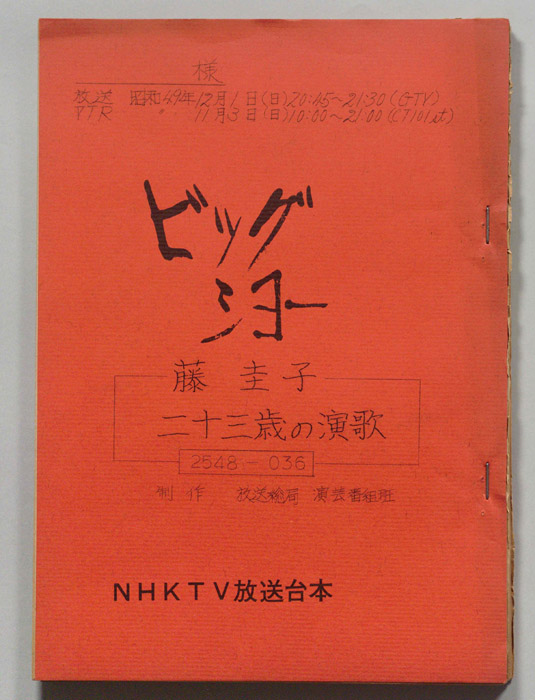 様
放送 昭和49年12月1日(日)20:45～21:30(GTV)
VTR 〃 11月3日(日)10:00～21:00(CT101st)
ビッグ
ショー
藤 圭子
二十三歳の演歌
2548-036
制作 放送総局 演芸番組班
NHKTV放送台本